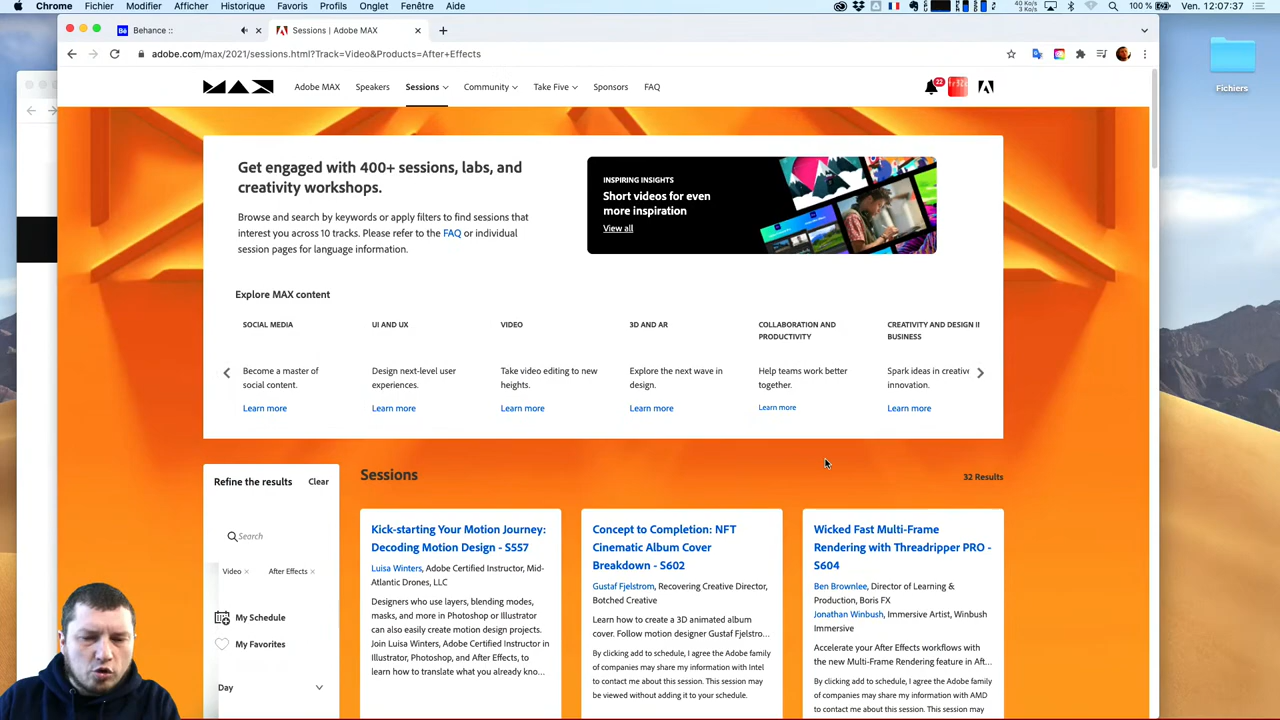 Chrome Fichier Modifier Afficher Historique Favoris Profils Onglet Fenêtre Aide
40 Ko/s
3 Ko/s
100 % Ven. 12:07:37
Bē Behance ::
Sessions | Adobe MAX
adobe.com/max/2021/sessions.html?Track=Video&Products=After+Effects
MAX Adobe MAX Speakers Sessions Community Take Five Sponsors FAQ
22
Get engaged with 400+ sessions, labs, and
creativity workshops.
Browse and search by keywords or apply filters to find sessions that
interest you across 10 tracks. Please refer to the FAQ or individual
session pages for language information.
INSPIRING INSIGHTS
Short videos for even
more inspiration
View all
Explore MAX content
SOCIAL MEDIA
Become a master of
social content.
Learn more
UI AND UX
Design next-level user
experiences.
Learn more
VIDEO
Take video editing to new
heights.
Learn more
3D AND AR
Explore the next wave in
design.
Learn more
COLLABORATION AND
PRODUCTIVITY
Help teams work better
together.
Learn more
CREATIVITY AND DESIGN II
BUSINESS
Spark ideas in creative
innovation.
Learn more
Fichiers
Refine the results Clear
Search
Video × After Effects ×
My Schedule
My Favorites
Day
Sessions
32 Results
Kick-starting Your Motion Journey:
Decoding Motion Design - S557
Luisa Winters, Adobe Certified Instructor, Mid-
Atlantic Drones, LLC
Designers who use layers, blending modes,
masks, and more in Photoshop or Illustrator
can also easily create motion design projects.
Join Luisa Winters, Adobe Certified Instructor in
Illustrator, Photoshop, and After Effects, to
learn how to translate what you already kno...
Concept to Completion: NFT
Cinematic Album Cover
Breakdown - S602
Gustaf Fjelstrom, Recovering Creative Director,
Botched Creative
Learn how to create a 3D animated album
cover. Follow motion designer Gustaf Fjelstro...
By clicking add to schedule, I agree the Adobe family
of companies may share my information with Intel
to contact me about this session. This session may
be viewed without adding it to your schedule.
Wicked Fast Multi-Frame
Rendering with Threadripper PRO -
S604
Ben Brownlee, Director of Learning &
Production, Boris FX
Jonathan Winbush, Immersive Artist, Winbush
Immersive
Accelerate your After Effects workflows with
the new Multi-Frame Rendering feature in Aft...
By clicking add to schedule, I agree the Adobe family
of companies may share my information with AMD
to contact me about this session. This session may